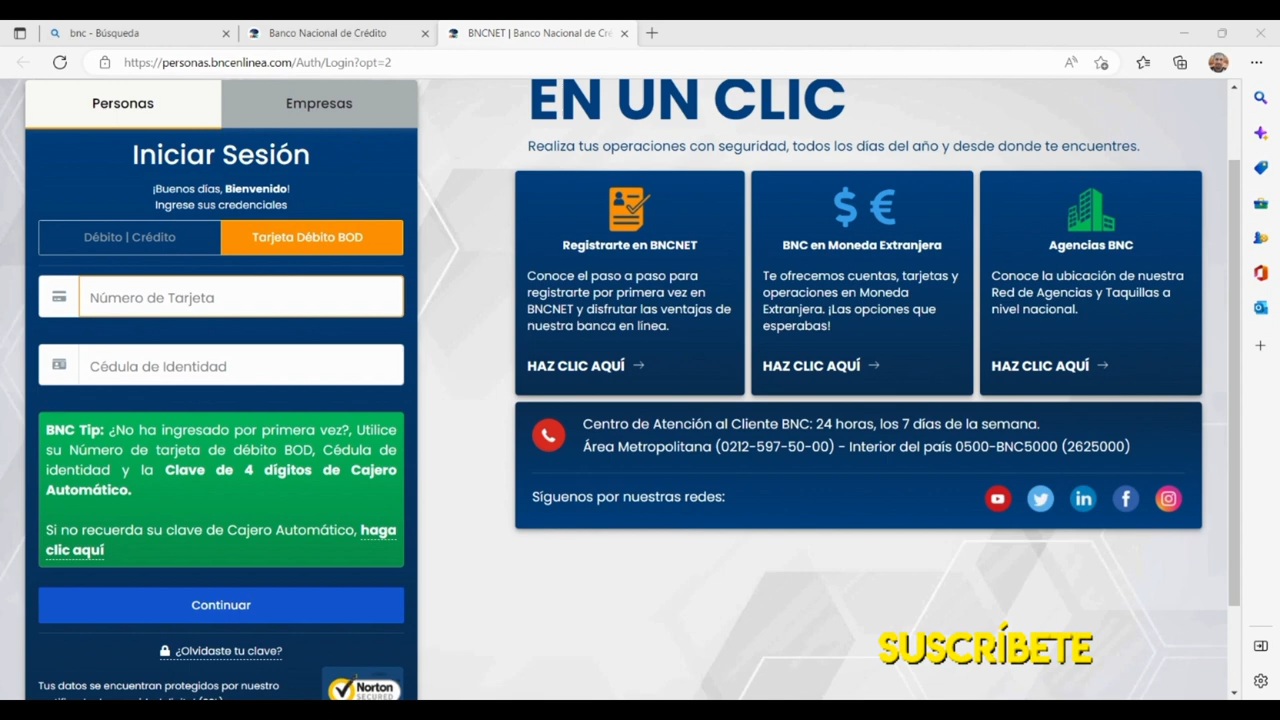 bnc - Búsqueda
Banco Nacional de Crédito
BNCNET | Banco Nacional de Cré
https://personas.bncenlinea.com/Auth/Login?opt=2
Personas
Empresas
Iniciar Sesión
¡Buenos días, Bienvenido!
Ingrese sus credenciales
Débito | Crédito
Tarjeta Débito BOD
Número de Tarjeta
Cédula de Identidad
BNC Tip: ¿No ha ingresado por primera vez?, Utilice
su Número de tarjeta de débito BOD, Cédula de
identidad y la Clave de 4 dígitos de Cajero
Automático.
Si no recuerda su clave de Cajero Automático, haga
clic aquí
Continuar
¿Olvidaste tu clave?
Tus datos se encuentran protegidos por nuestro
Norton
SECURED
EN UN CLIC
Realiza tus operaciones con seguridad, todos los días del año y desde donde te encuentres.
Registrarte en BNCNET
Conoce el paso a paso para
registrarte por primera vez en
BNCNET y disfrutar las ventajas de
nuestra banca en línea.
HAZ CLIC AQUÍ
$ €
BNC en Moneda Extranjera
Te ofrecemos cuentas, tarjetas y
operaciones en Moneda
Extranjera. ¡Las opciones que
esperabas!
HAZ CLIC AQUÍ
Agencias BNC
Conoce la ubicación de nuestra
Red de Agencias y Taquillas a
nivel nacional.
HAZ CLIC AQUÍ
Centro de Atención al Cliente BNC: 24 horas, los 7 días de la semana.
Área Metropolitana (0212-597-50-00) - Interior del país 0500-BNC5000 (2625000)
Síguenos por nuestras redes:
SUSCRÍBETE